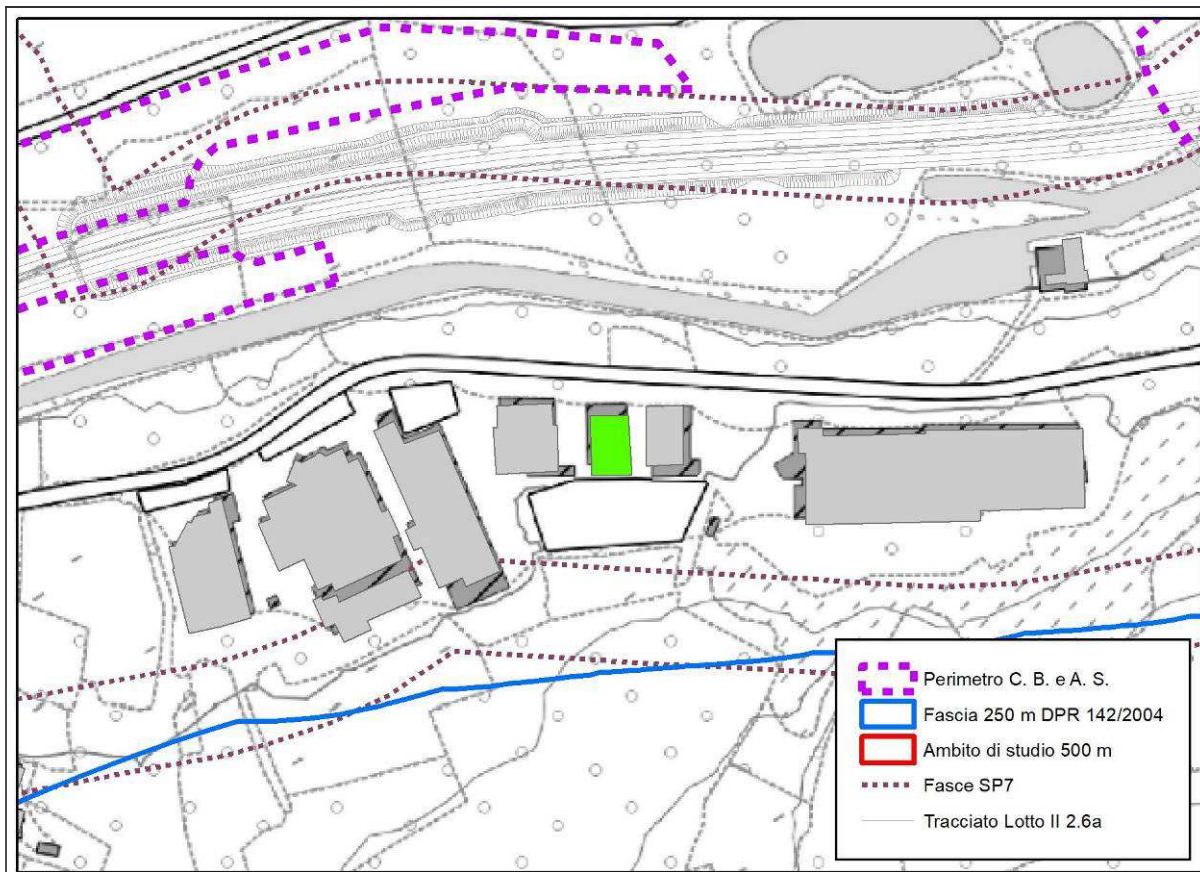 Perimetro C. B. e A. S.
Fascia 250 m DPR 142/2004
Ambito di studio 500 m
Fasce SP7
Tracciato Lotto II 2.6a